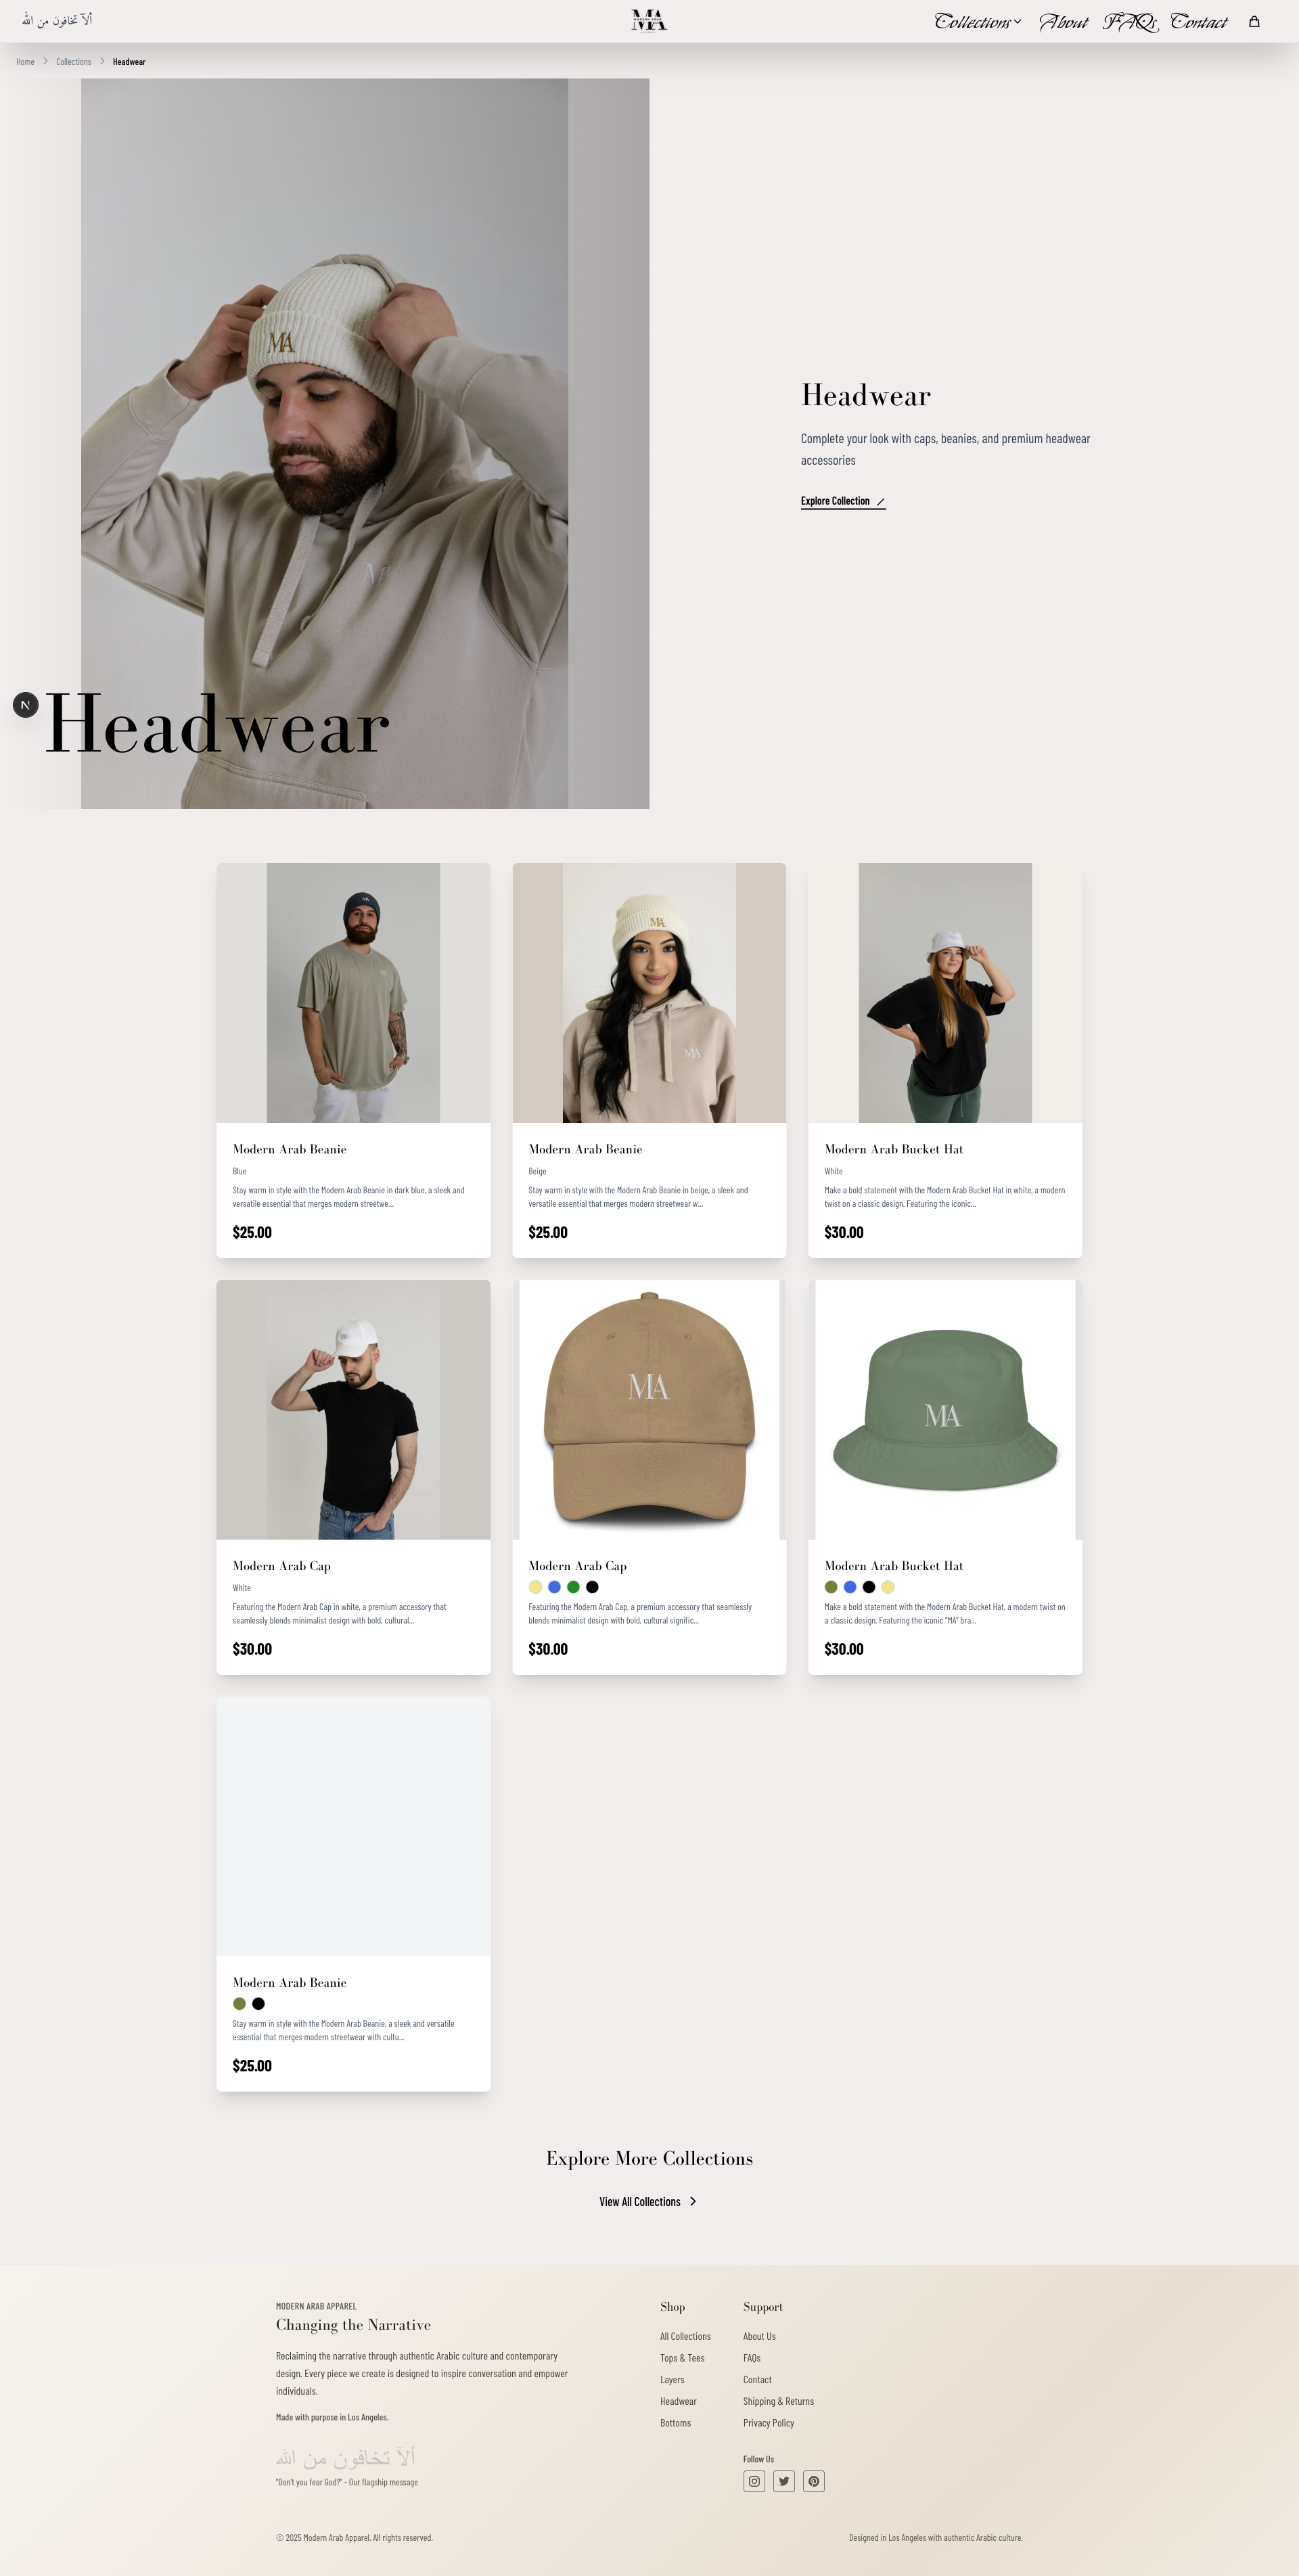 ألآ تخافون من الله
MA
Collections
About
FAQs
Contact
Home
Collections
Headwear
MA
Headwear
Complete your look with caps, beanies, and premium headwear
accessories
Explore Collection
N
Headwear
MA
MA
MA
Modern Arab Beanie
Blue
Stay warm in style with the Modern Arab Beanie in dark blue, a sleek and
versatile essential that merges modern streetwe...
$25.00
Modern Arab Beanie
Beige
Stay warm in style with the Modern Arab Beanie in beige, a sleek and
versatile essential that merges modern streetwear w...
$25.00
Modern Arab Bucket Hat
White
Make a bold statement with the Modern Arab Bucket Hat in white, a modern
twist on a classic design. Featuring the iconic...
$30.00
MA
MA
Modern Arab Cap
White
Featuring the Modern Arab Cap in white, a premium accessory that
seamlessly blends minimalist design with bold, cultural...
$30.00
Modern Arab Cap
Featuring the Modern Arab Cap, a premium accessory that seamlessly
blends minimalist design with bold, cultural signific...
$30.00
Modern Arab Bucket Hat
Make a bold statement with the Modern Arab Bucket Hat, a modern twist on
a classic design. Featuring the iconic "MA" bra...
$30.00
Modern Arab Beanie
Stay warm in style with the Modern Arab Beanie, a sleek and versatile
essential that merges modern streetwear with cultu...
$25.00
Explore More Collections
View All Collections
MODERN ARAB APPAREL
Changing the Narrative
Reclaiming the narrative through authentic Arabic culture and contemporary
design. Every piece we create is designed to inspire conversation and empower
individuals.
Made with purpose in Los Angeles.
ألآ تخافون من الله
"Don't you fear God?" - Our flagship message
Shop
All Collections
Tops & Tees
Layers
Headwear
Bottoms
Support
About Us
FAQs
Contact
Shipping & Returns
Privacy Policy
Follow Us
© 2025 Modern Arab Apparel. All rights reserved.
Designed in Los Angeles with authentic Arabic culture.